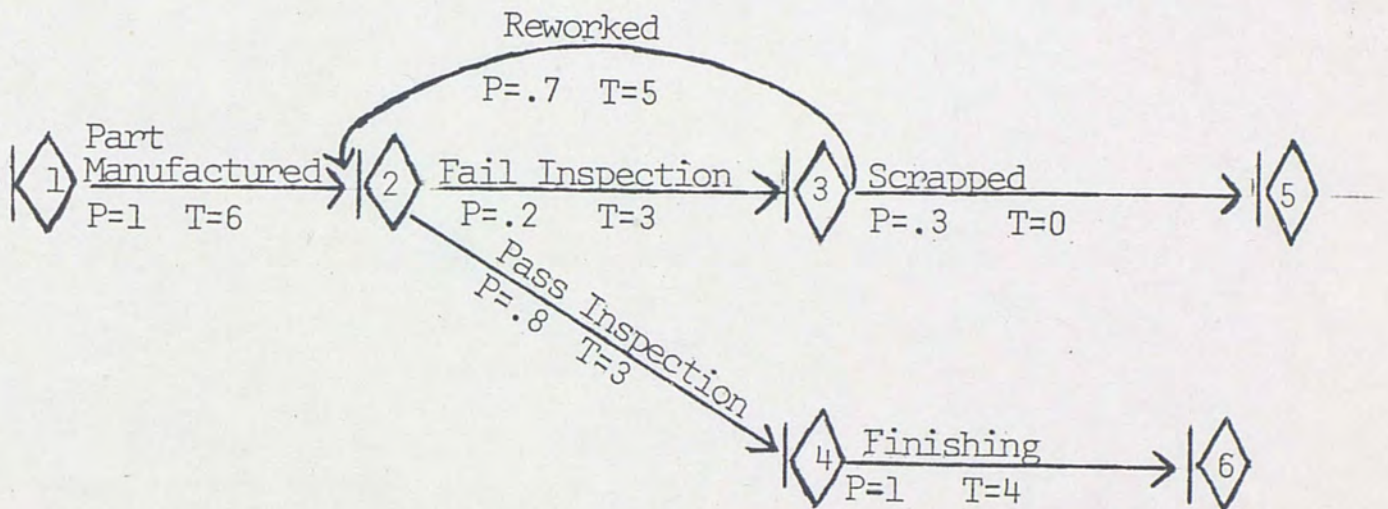 Reworked
P=.7 T=5
Part
Manufactured
P=1 T=6
1
2
Fail Inspection
P=.2 T=3
3
Scrapped
P=.3 T=0
5
Pass Inspection
P=.8 T=3
4
Finishing
P=1 T=4
6